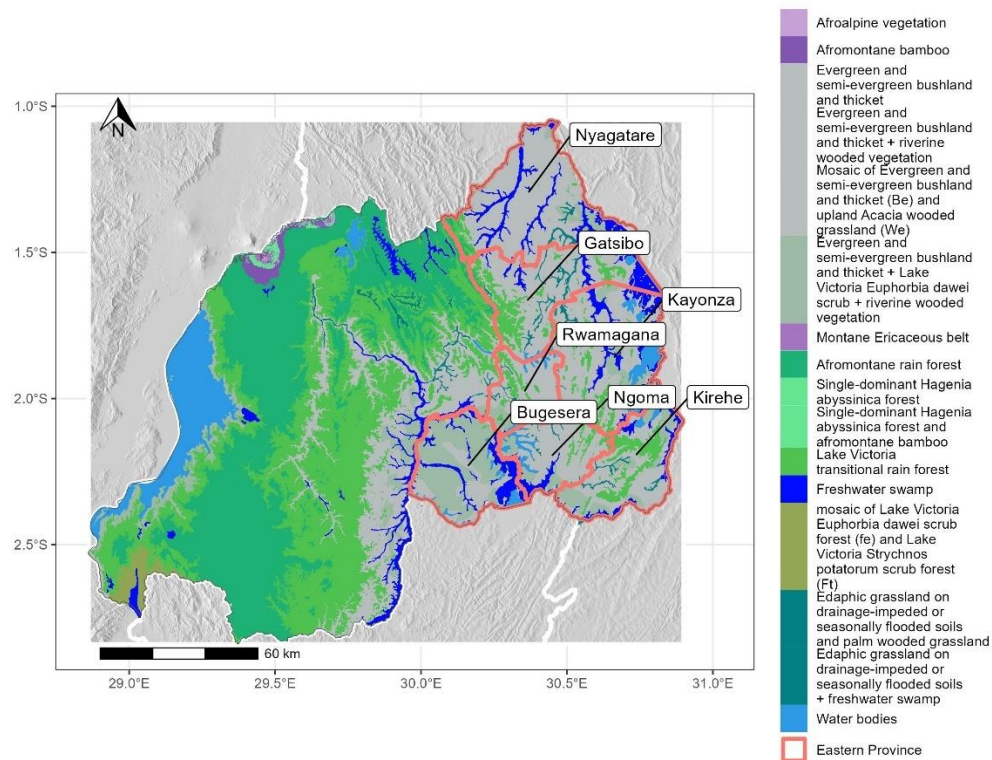 1.0°S
1.5°S
2.0°S
2.5°S
N
Nyagatare
Gatsibo
Kayonza
Rwamagana
Ngoma
Kirehe
Bugesera
60 km
29.0°E
29.5°E
30.0°E
30.5°E
31.0°E
Afroalpine vegetation
Afromontane bamboo
Evergreen and
semi-evergreen bushland
and thicket
Evergreen and
semi-evergreen bushland
and thicket + riverine
wooded vegetation
Mosaic of Evergreen and
semi-evergreen bushland
and thicket (Be) and
upland Acacia wooded
grassland (We)
Evergreen and
semi-evergreen bushland
and thicket + Lake
Victoria Euphorbia dawei
scrub + riverine wooded
vegetation
Montane Ericaceous belt
Afromontane rain forest
Single-dominant Hagenia
abyssinica forest
Single-dominant Hagenia
abyssinica forest and
afromontane bamboo
Lake Victoria
transitional rain forest
Freshwater swamp
mosaic of Lake Victoria
Euphorbia dawei scrub
forest (fe) and Lake
Victoria Strychnos
potatorum scrub forest
(Ft)
Edaphic grassland on
drainage-impeded or
seasonally flooded soils
and palm wooded grassland
Edaphic grassland on
drainage-impeded or
seasonally flooded soils
+ freshwater swamp
Water bodies
Eastern Province